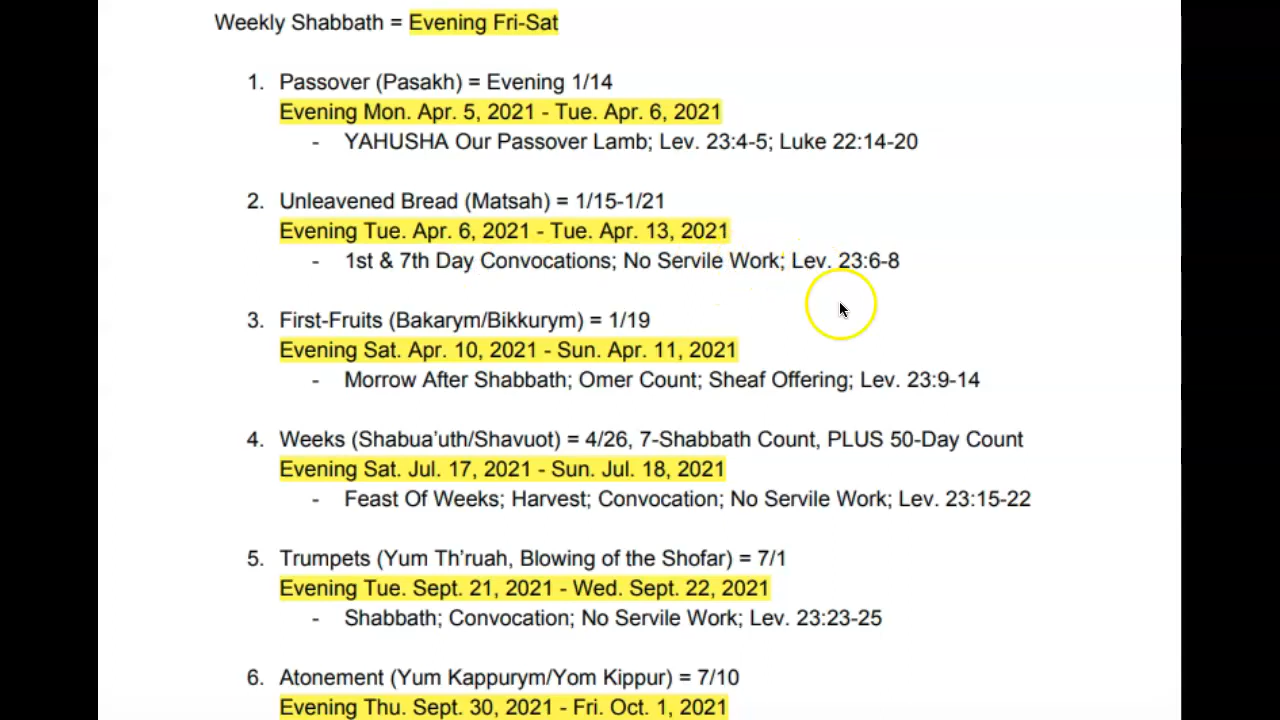 Weekly Shabbath = Evening Fri-Sat
1. Passover (Pasakh) = Evening 1/14
Evening Mon. Apr. 5, 2021 - Tue. Apr. 6, 2021
- YAHUSHA Our Passover Lamb; Lev. 23:4-5; Luke 22:14-20
2. Unleavened Bread (Matsah) = 1/15-1/21
Evening Tue. Apr. 6, 2021 - Tue. Apr. 13, 2021
- 1st & 7th Day Convocations; No Servile Work; Lev. 23:6-8
3. First-Fruits (Bakarym/Bikkurym) = 1/19
Evening Sat. Apr. 10, 2021 - Sun. Apr. 11, 2021
- Morrow After Shabbath; Omer Count; Sheaf Offering; Lev. 23:9-14
4. Weeks (Shabua’uth/Shavuot) = 4/26, 7-Shabbath Count, PLUS 50-Day Count
Evening Sat. Jul. 17, 2021 - Sun. Jul. 18, 2021
- Feast Of Weeks; Harvest; Convocation; No Servile Work; Lev. 23:15-22
5. Trumpets (Yum Th’ruah, Blowing of the Shofar) = 7/1
Evening Tue. Sept. 21, 2021 - Wed. Sept. 22, 2021
- Shabbath; Convocation; No Servile Work; Lev. 23:23-25
6. Atonement (Yum Kappurym/Yom Kippur) = 7/10
Evening Thu. Sept. 30, 2021 - Fri. Oct. 1, 2021